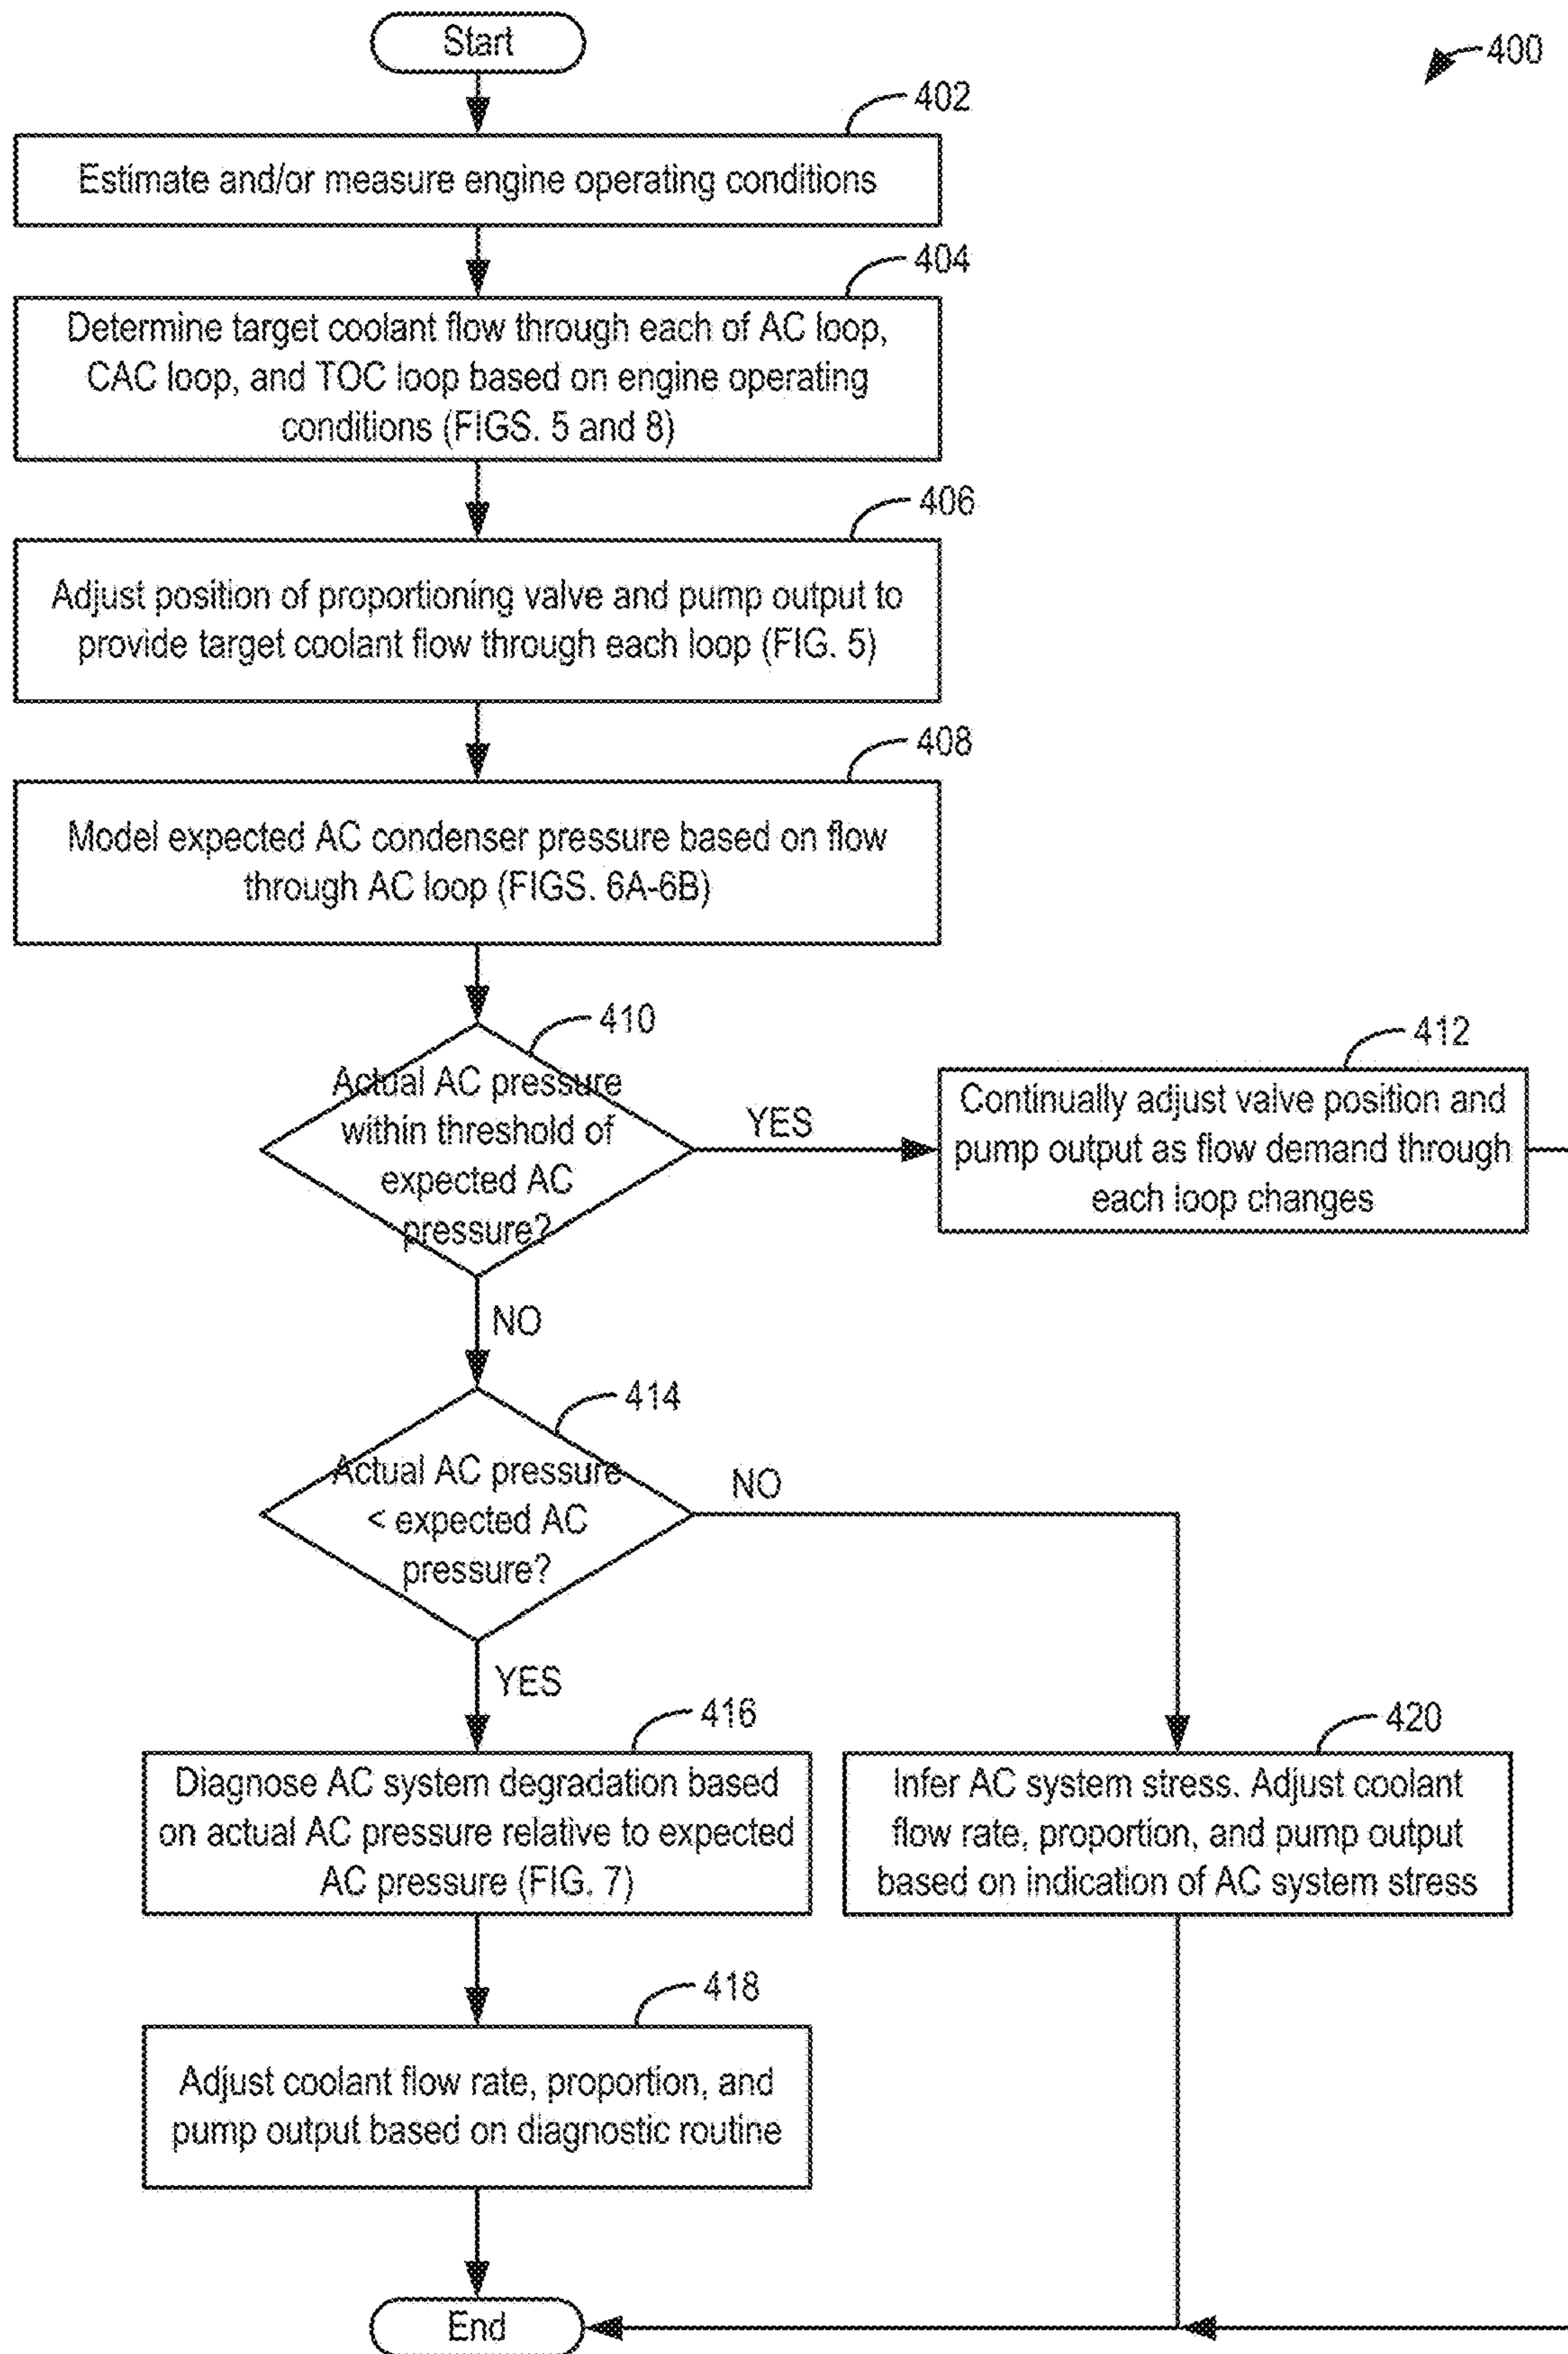 Start
400
402
Estimate and/or measure engine operating conditions
404
Determine target coolant flow through each of AC loop,
CAC loop, and TOC loop based on engine operating
conditions (FIGS. 5 and 8)
406
Adjust position of proportioning valve and pump output to
provide target coolant flow through each loop (FIG. 5)
408
Model expected AC condenser pressure based on flow
through AC loop (FIGS. 6A-6B)
410
Actual AC pressure
within threshold of
expected AC
pressure?
YES
412
Continually adjust valve position and
pump output as flow demand through
each loop changes
NO
414
Actual AC pressure
< expected AC
pressure?
NO
YES
416
Diagnose AC system degradation based
on actual AC pressure relative to expected
AC pressure (FIG. 7)
420
Infer AC system stress. Adjust coolant
flow rate, proportion, and pump output
based on indication of AC system stress
418
Adjust coolant flow rate, proportion, and
pump output based on diagnostic routine
End